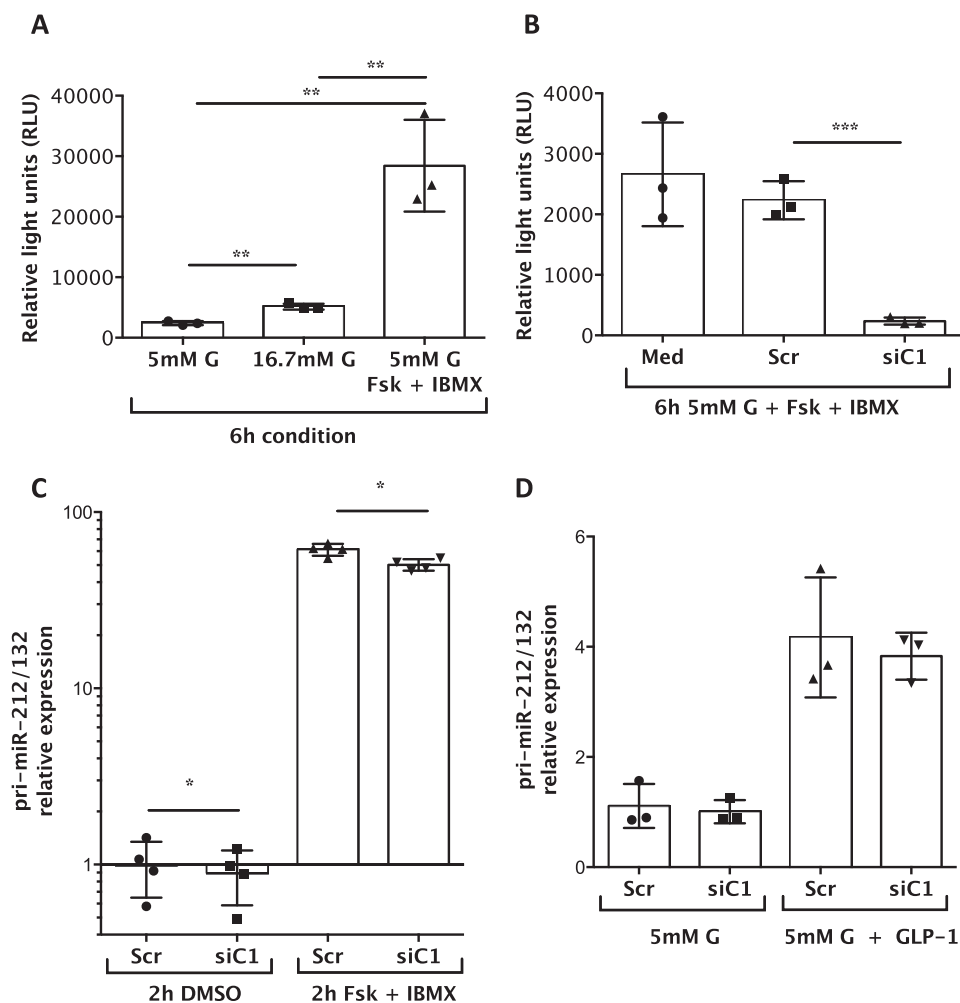 A
Relative light units (RLU)
40000
30000
20000
10000
0
**
**
**
5mM G
16.7mM G
5mM G
Fsk + IBMX
6h condition
B
Relative light units (RLU)
4000
3000
2000
1000
0
***
Med
Scr
siC1
6h 5mM G + Fsk + IBMX
C
pri-miR-212/132
relative expression
100
10
1
*
*
Scr
siC1
Scr
siC1
2h DMSO
2h Fsk + IBMX
D
pri-miR-212/132
relative expression
6
4
2
0
Scr
siC1
Scr
siC1
5mM G
5mM G + GLP-1